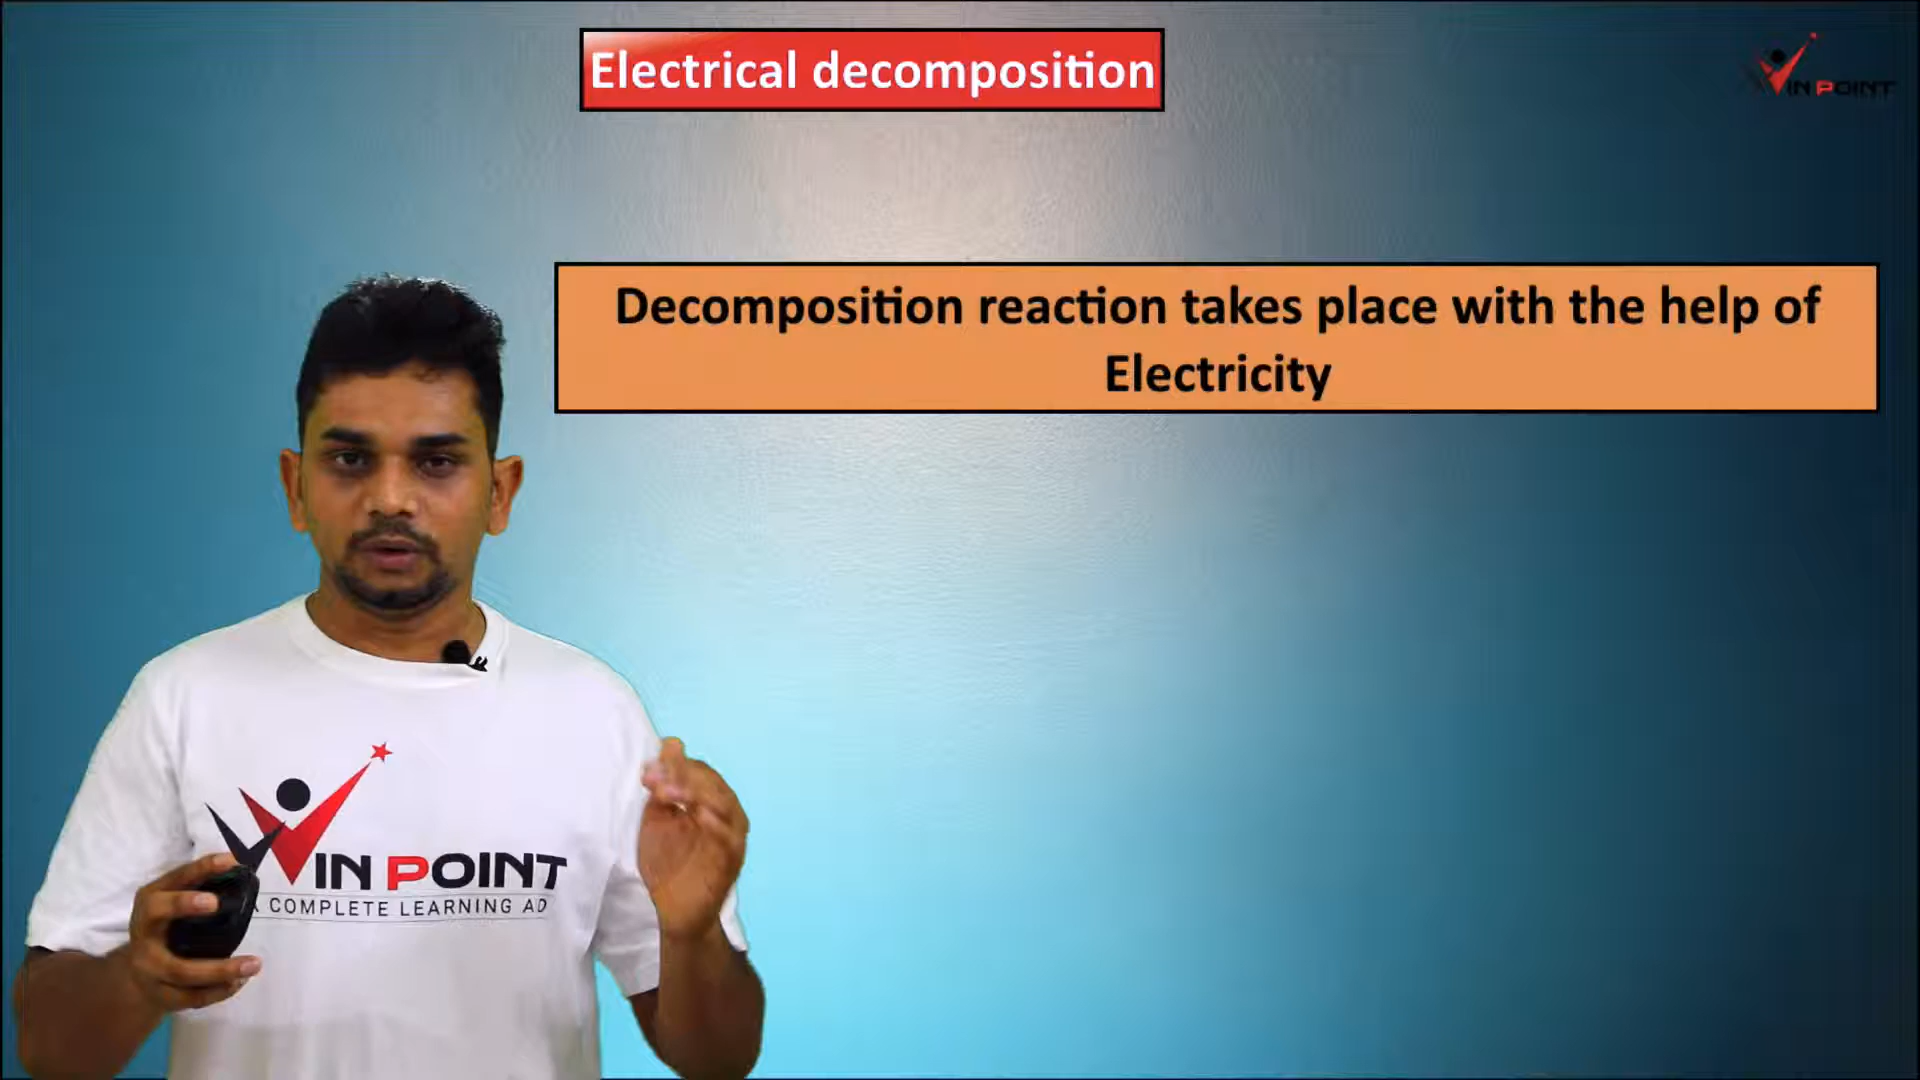 Electrical decomposition
WIN POINT
Decomposition reaction takes place with the help of
Electricity
WIN POINT
A COMPLETE LEARNING AD